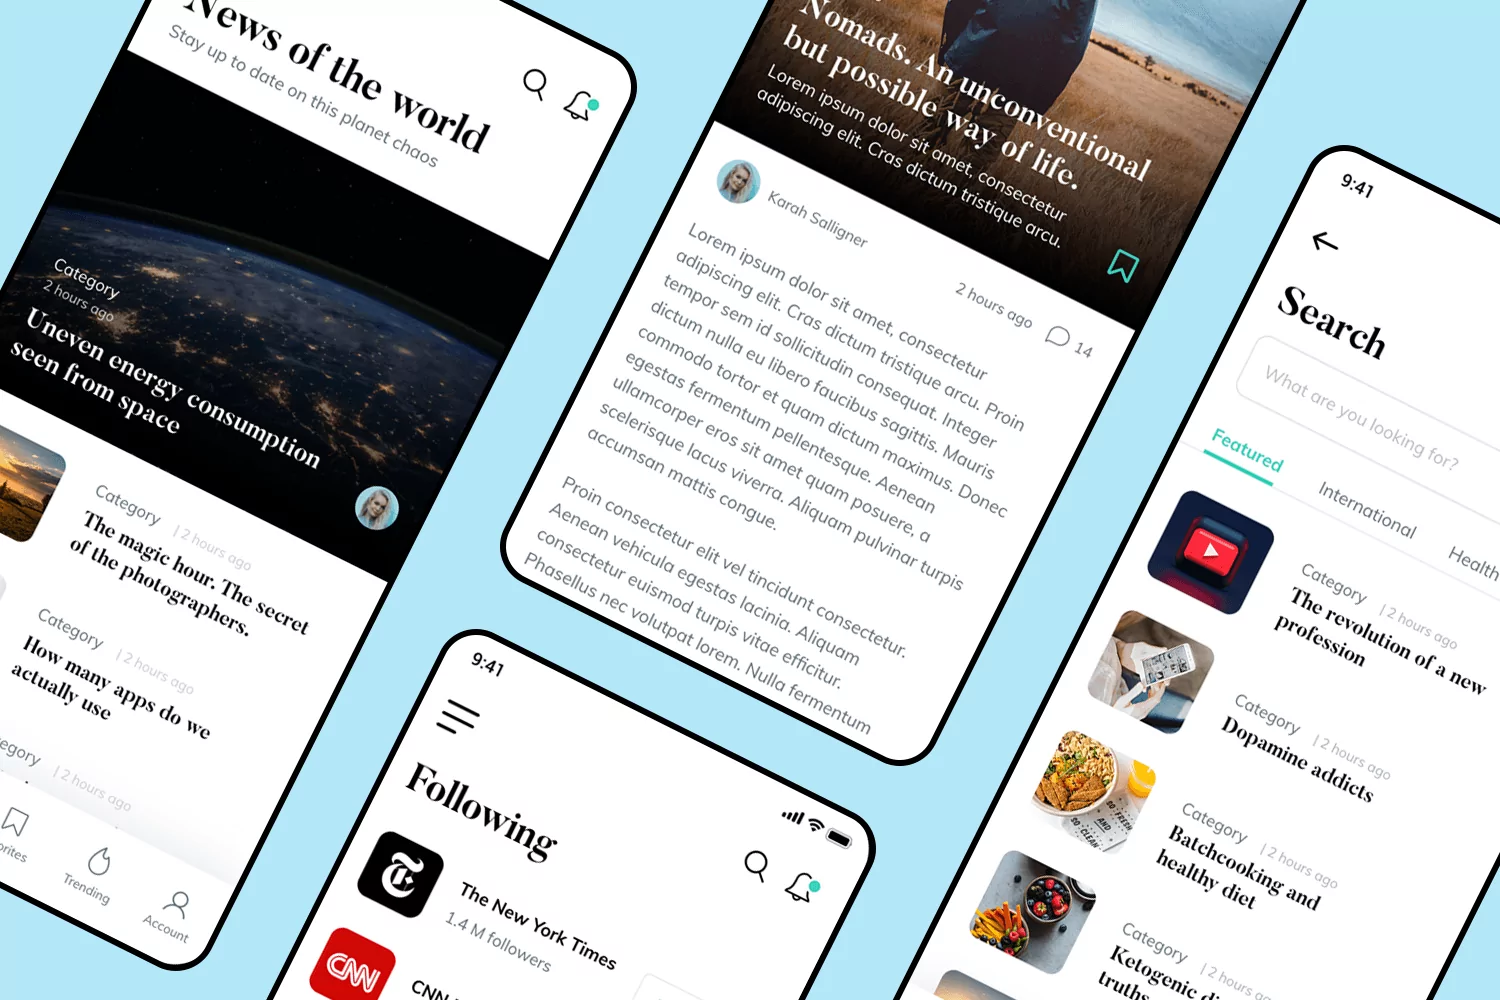 News of the world
Stay up to date on this planet chaos
Category
2 hours ago
Uneven energy consumption
seen from space
Category | 2 hours ago
The magic hour. The secret
of the photographers.
Category | 2 hours ago
How many apps do we
actually use
egory | 2 hours ago
orites
Trending
Account
Nomads. An unconventional
but possible way of life.
Lorem ipsum dolor sit amet, consectetur
adipiscing elit. Cras dictum tristique arcu.
Karah Salligner
2 hours ago
14
Lorem ipsum dolor sit amet, consectetur
adipiscing elit. Cras dictum tristique arcu. Proin
tempor sem id sollicitudin consequat. Integer
dictum nulla eu libero faucibus sagittis. Mauris
commodo tortor et quam dictum maximus. Donec
egestas fermentum pellentesque. Aenean
ullamcorper eros sit amet quam posuere, a
scelerisque lacus viverra. Aliquam pulvinar turpis
accumsan mattis congue.
Proin consectetur elit vel tincidunt consectetur.
Aenean vehicula egestas lacinia. Aliquam
consectetur euismod turpis vitae efficitur.
Phasellus nec volutpat lorem. Nulla fermentum
9:41
Following
The New York Times
1.4 M followers
CNN
CNN
9:41
Search
What are you looking for?
Featured
International
Health
Category | 2 hours ago
The revolution of a new
profession
Category | 2 hours ago
Dopamine addicts
SO FRESH
AND
SO CLEAN
Category | 2 hours ago
Batchcooking and
healthy diet
Category | 2 hours ago
Ketogenic di
truths